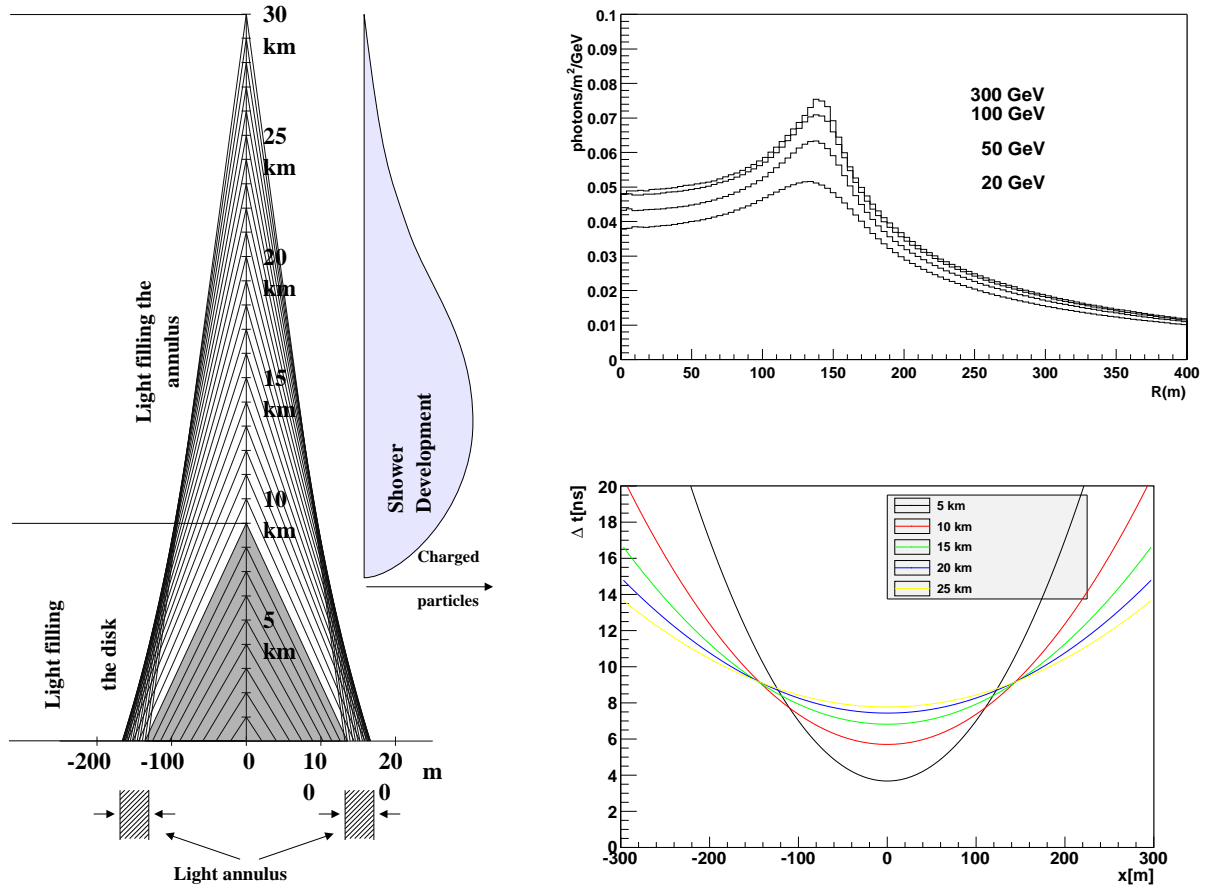 30
km
25
km
20
km
15
km
10
km
5
km
Light filling the
annulus
Light filling
the disk
Shower
Development
Charged
particles
-200
-100
0
10
0
20
0
m
Light annulus
photons/m²/GeV
0.1
0.09
0.08
0.07
0.06
0.05
0.04
0.03
0.02
0.01
0
300 GeV
100 GeV
50 GeV
20 GeV
0
50
100
150
200
250
300
350
400
R(m)
Δ t[ns]
20
18
16
14
12
10
8
6
4
2
0
5 km
10 km
15 km
20 km
25 km
-300
-200
-100
0
100
200
300
x[m]